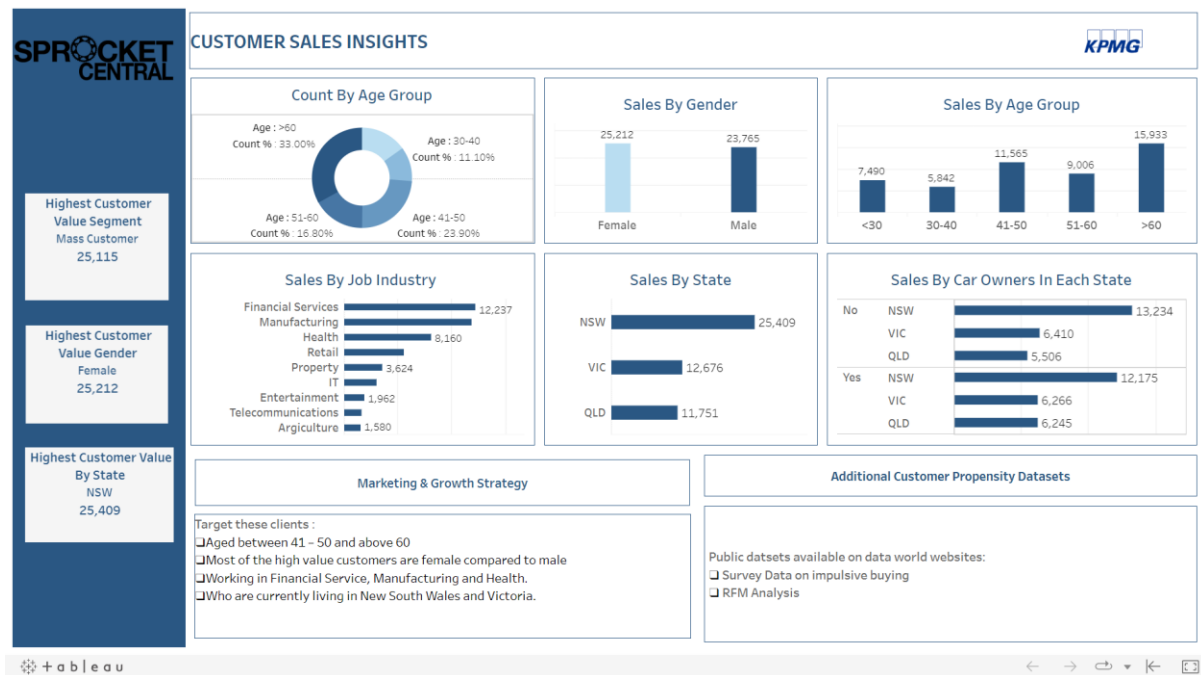 SPROCKET
CENTRAL
CUSTOMER SALES INSIGHTS
KPMG
Highest Customer
Value Segment
Mass Customer
25,115
Highest Customer
Value Gender
Female
25,212
Highest Customer Value
By State
NSW
25,409
Count By Age Group
Age : >60
Count % : 33.00%
Age : 30-40
Count % : 11.10%
Age : 51-60
Count % : 16.80%
Age : 41-50
Count % : 23.90%
Sales By Gender
25,212
23,765
Female
Male
Sales By Age Group
7,490
5,842
11,565
9,006
15,933
<30
30-40
41-50
51-60
>60
Sales By Job Industry
Financial Services 12,237
Manufacturing
Health 8,160
Retail
Property 3,624
IT
Entertainment 1,962
Telecommunications
Argiculture 1,580
Sales By State
NSW 25,409
VIC 12,676
QLD 11,751
Sales By Car Owners In Each State
No NSW 13,234
VIC 6,410
QLD 5,506
Yes NSW 12,175
VIC 6,266
QLD 6,245
Marketing & Growth Strategy
Target these clients :
❑Aged between 41 – 50 and above 60
❑Most of the high value customers are female compared to male
❑Working in Financial Service, Manufacturing and Health.
❑Who are currently living in New South Wales and Victoria.
Additional Customer Propensity Datasets
Public datsets available on data world websites:
❑ Survey Data on impulsive buying
❑ RFM Analysis
+ a b l e a u